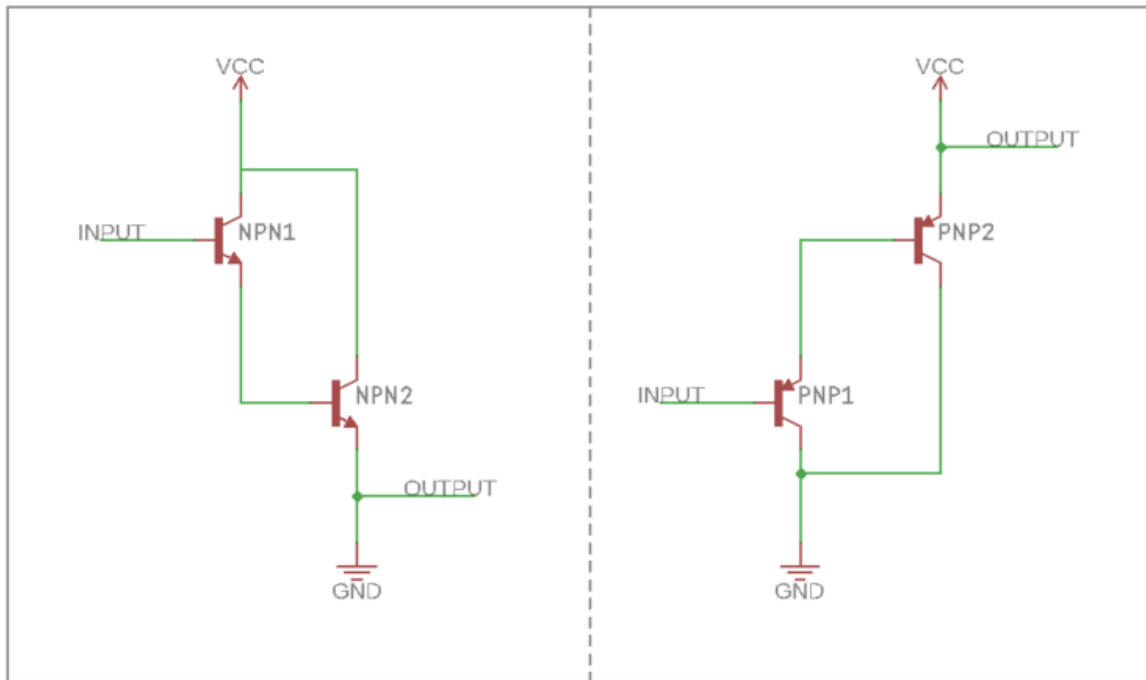 VCC
INPUT
NPN1
NPN2
OUTPUT
GND
VCC
OUTPUT
PNP2
INPUT
PNP1
GND